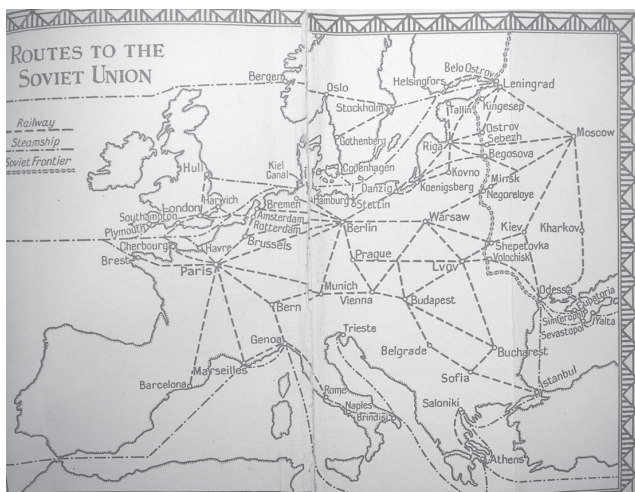 ROUTES TO THE
SOVIET UNION
Railway
Steamship
Soviet Frontier
Bergen
Oslo
Stockholm
Gothenberg
Copenhagen
Helsingfors
Belo Ostrov
Leningrad
Tallin
Kingesep
Ostrov
Sebezh
Moscow
Riga
Begosova
Kovno
Koenigsberg
Danzig
Minsk
Negoreloye
Kiel
Canal
Hamburg
Stettin
Hull
Harwich
London
Southampton
Plymouth
Cherbourg
Havre
Brest
Paris
Bremen
Amsterdam
Rotterdam
Brussels
Berlin
Warsaw
Kiev
Kharkov
Shepetovka
Volochisk
Prague
Lvov
Munich
Vienna
Budapest
Bern
Genoa
Trieste
Odessa
Eupatoria
Simferopol
Yalta
Sevastopol
Belgrade
Bucharest
Sofia
Istanbul
Barcelona
Marseilles
Rome
Naples
Brindisi
Saloniki
Athens